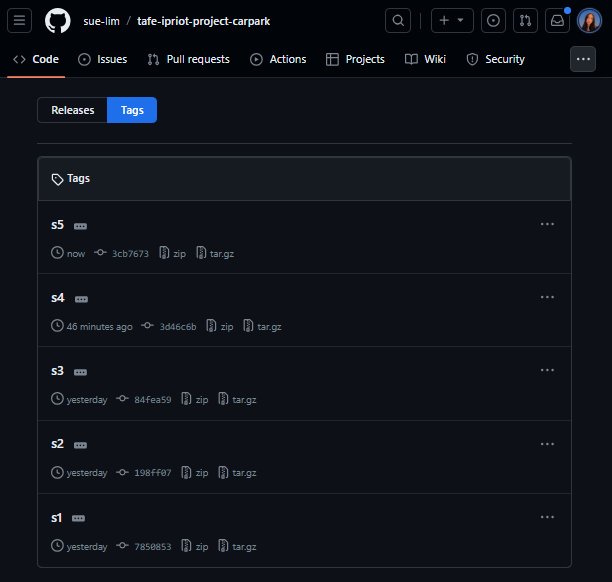 sue-lim / tafe-ipriot-project-carpark
Code Issues Pull requests Actions Projects Wiki Security
Releases Tags
Tags
s5
now 3cb7673 zip tar.gz
s4
46 minutes ago 3d46c6b zip tar.gz
s3
yesterday 84fea59 zip tar.gz
s2
yesterday 198ff07 zip tar.gz
s1
yesterday 7850853 zip tar.gz